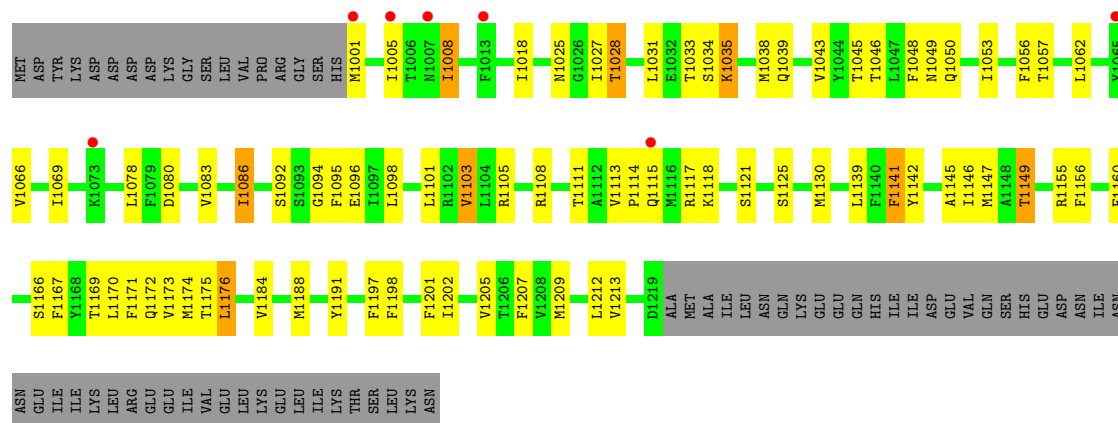 MET ASP TYR LYS ASP ASP ASP ASP LYS GLY SER LEU VAL PRO ARG GLY SER HIS M1001 I1005 T1006 N1007 I1008 F1013 I1018 N1025 G1026 I1027 T1028 L1031 E1032 T1033 S1034 K1035 M1038 Q1039 V1043 Y1044 T1045 T1046 L1047 F1048 N1049 Q1050 I1053 F1056 T1057 L1062 Y1065
V1066 I1069 K1073 L1078 F1079 D1080 V1083 I1086 S1092 S1093 G1094 F1095 E1096 I1097 L1098 L1101 R1102 V1103 L1104 R1105 R1108 T1111 A1112 V1113 P1114 Q1115 M1116 R1117 K1118 S1121 S1125 M1130 L1139 F1140 F1141 Y1142 A1145 I1146 M1147 A1148 T1149 R1155 F1156 F1160
S1166 F1167 Y1168 T1169 L1170 F1171 Q1172 V1173 M1174 T1175 L1176 V1184 M1188 Y1191 F1197 F1198 F1201 I1202 V1205 T1206 F1207 V1208 M1209 L1212 V1213 D1219 ALA MET ALA ILE LEU ASN GLN LYS GLU GLU GLN HIS ILE ILE ASP GLU VAL GLN SER HIS GLU ASP ASN ILE ASN
ASN GLU ILE ILE LYS LEU ARG GLU GLU ILE VAL GLU LEU LYS GLU LEU ILE LYS THR SER LEU LYS ASN